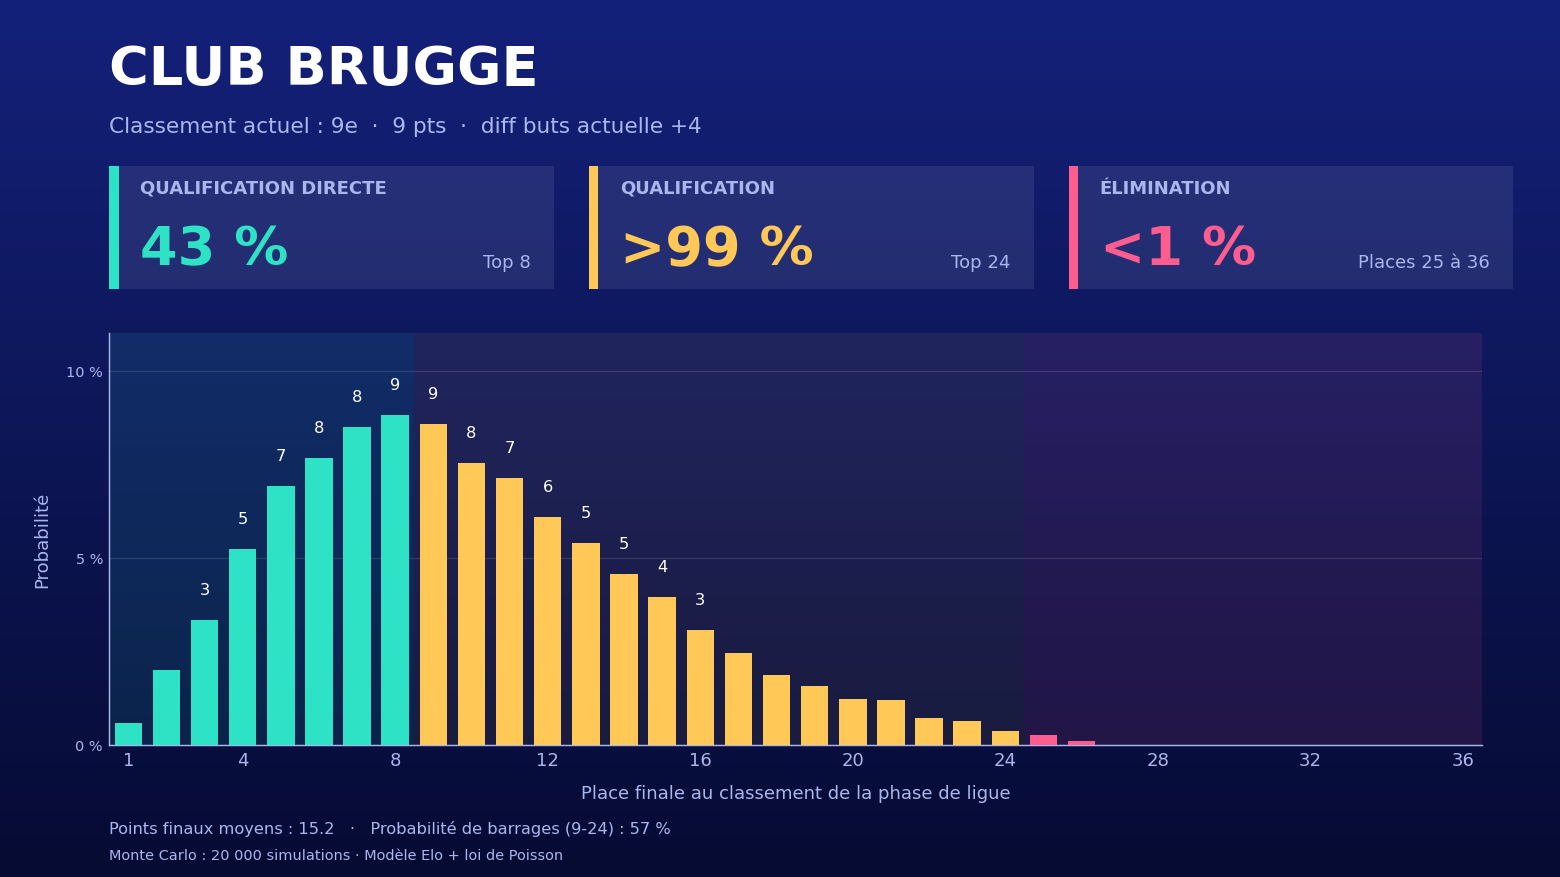 CLUB BRUGGE
Classement actuel : 9e · 9 pts · diff buts actuelle +4
QUALIFICATION DIRECTE
43 %
Top 8
QUALIFICATION
>99 %
Top 24
ÉLIMINATION
<1 %
Places 25 à 36
Probabilité
10 %
5 %
0 %
3
5
7
8
8
9
9
8
7
6
5
5
4
3
1 4 8 12 16 20 24 28 32 36
Place finale au classement de la phase de ligue
Points finaux moyens : 15.2 · Probabilité de barrages (9-24) : 57 %
Monte Carlo : 20 000 simulations · Modèle Elo + loi de Poisson